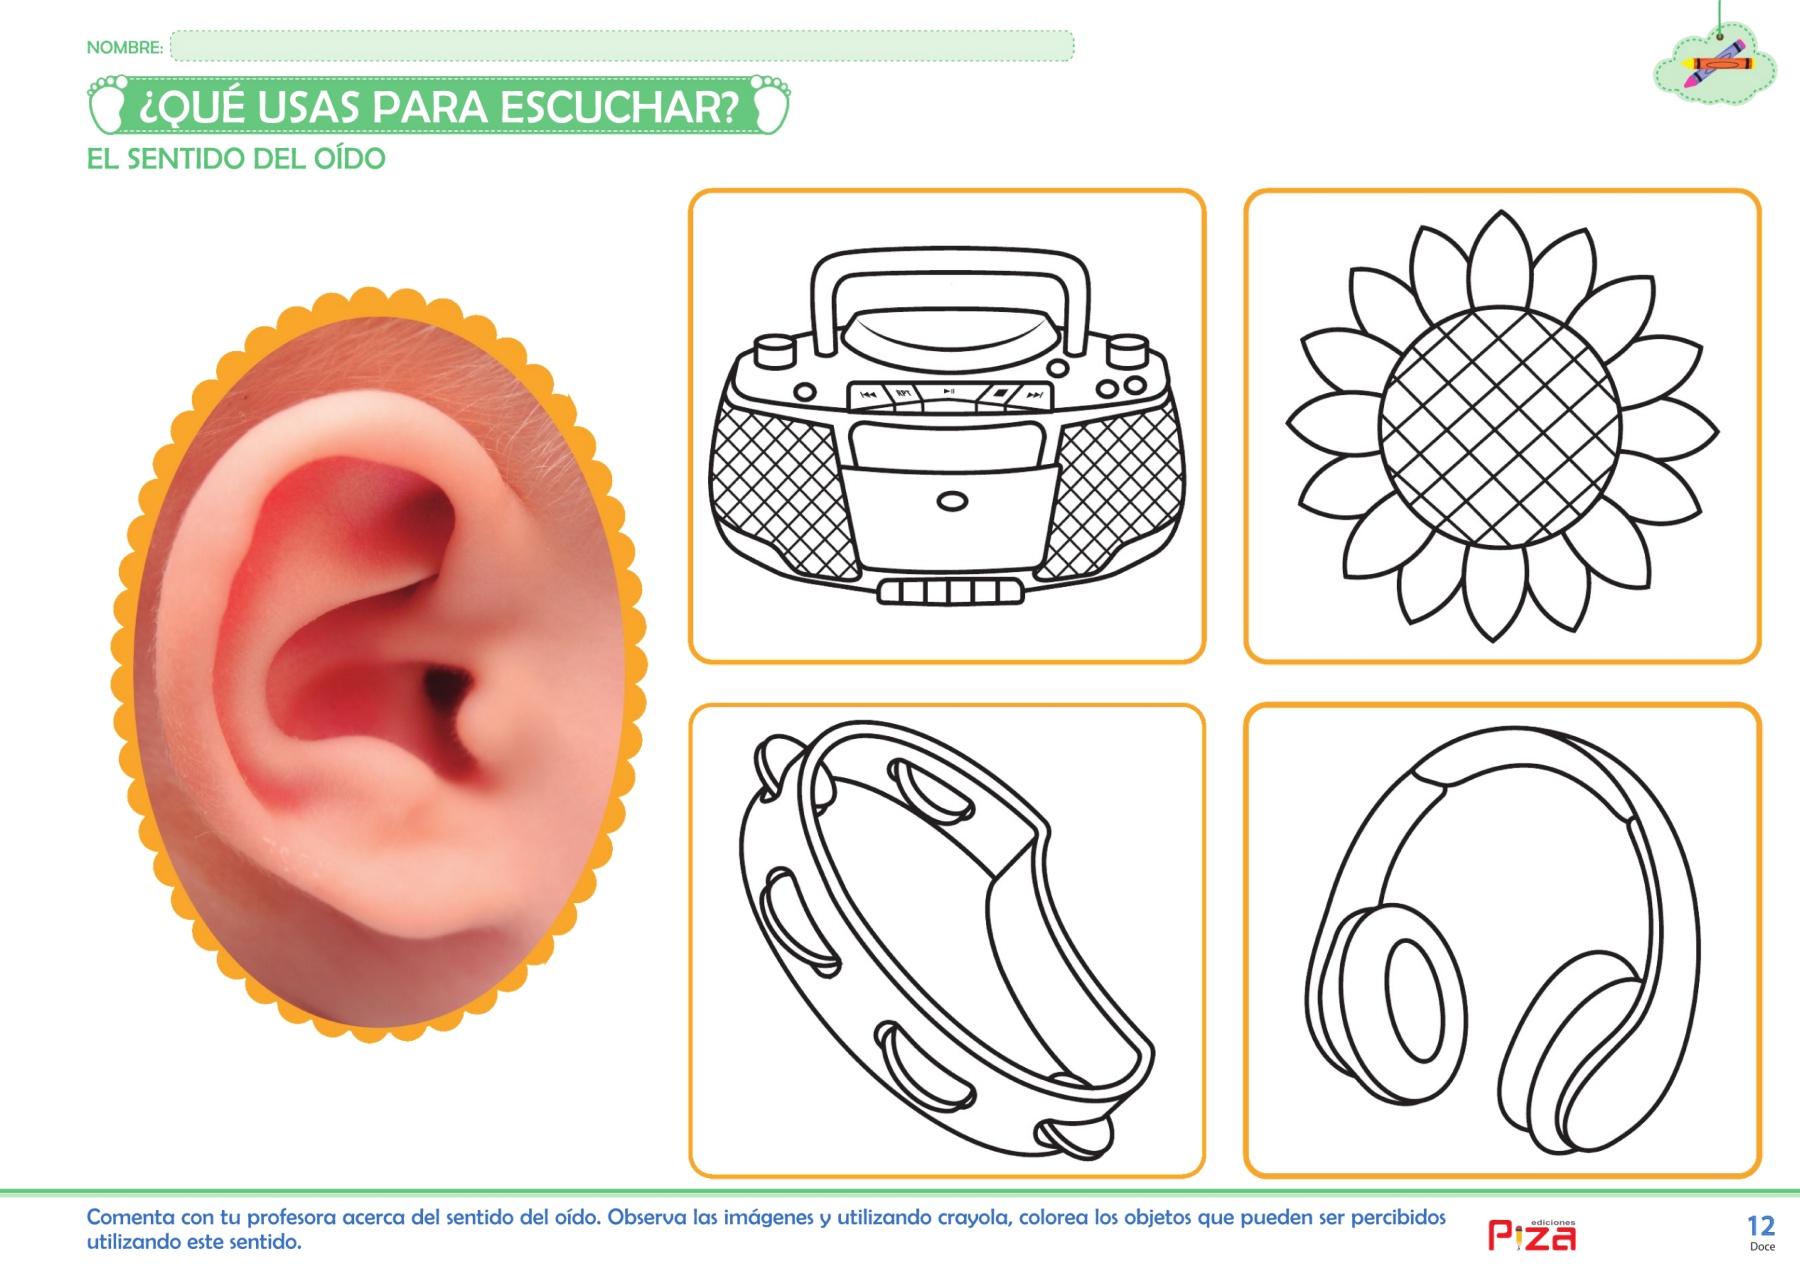 NOMBRE:
¿QUÉ USAS PARA ESCUCHAR?
EL SENTIDO DEL OÍDO
RPT
Comenta con tu profesora acerca del sentido del oído. Observa las imágenes y utilizando crayola, colorea los objetos que pueden ser percibidos
utilizando este sentido.
ediciones
Piza
12
Doce